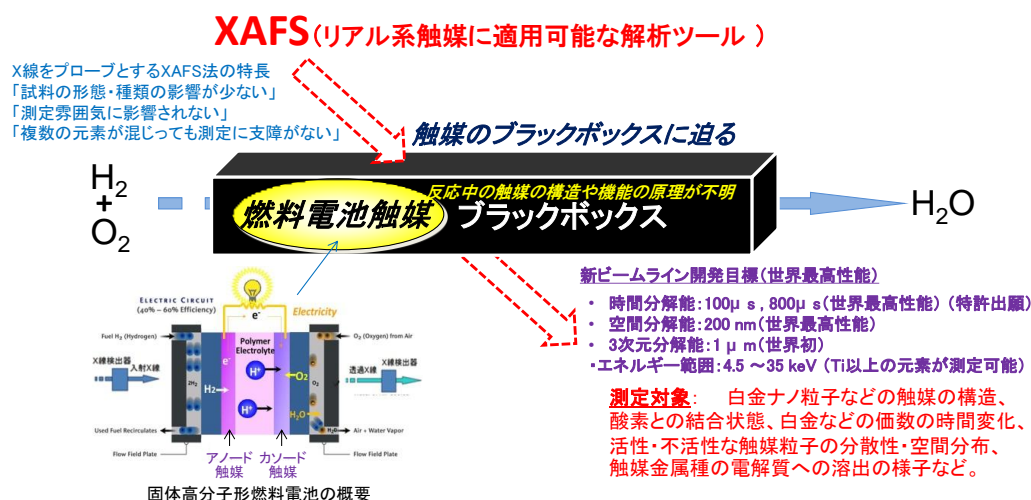 XAFS（リアル系触媒に適用可能な解析ツール ）
X線をプローブとするXAFS法の特長
「試料の形態・種類の影響が少ない」
「測定雰囲気に影響されない」
「複数の元素が混じっても測定に支障がない」
触媒のブラックボックスに迫る
H2
+
O2
反応中の触媒の構造や機能の原理が不明
燃料電池触媒
ブラックボックス
H2O
新ビームライン開発目標（世界最高性能）
• 時間分解能：100μs , 800μs（世界最高性能）（特許出願）
• 空間分解能：200 nm（世界最高性能）
• 3次元分解能：1μm（世界初）
・エネルギー範囲：4.5 ～35 keV （Ti以上の元素が測定可能）
測定対象： 白金ナノ粒子などの触媒の構造、
酸素との結合状態、白金などの価数の時間変化、
活性・不活性な触媒粒子の分散性・空間分布、
触媒金属種の電解質への溶出の様子など。
ELECTRIC CIRCUIT
(40% – 60% Efficiency)
e-
Electricity
Fuel H2 (Hydrogen)
O2 (Oxygen) from Air
X線検出器
入射X線
e-
Polymer
Electrolyte
X線検出器
透過X線
H+
2H2
H2
O2
O2
H+
H2O
H2O
Used Fuel Recirculates
Air + Water Vapor
Flow Field Plate
Flow Field Plate
アノード
触媒
カソード
触媒
固体高分子形燃料電池の概要